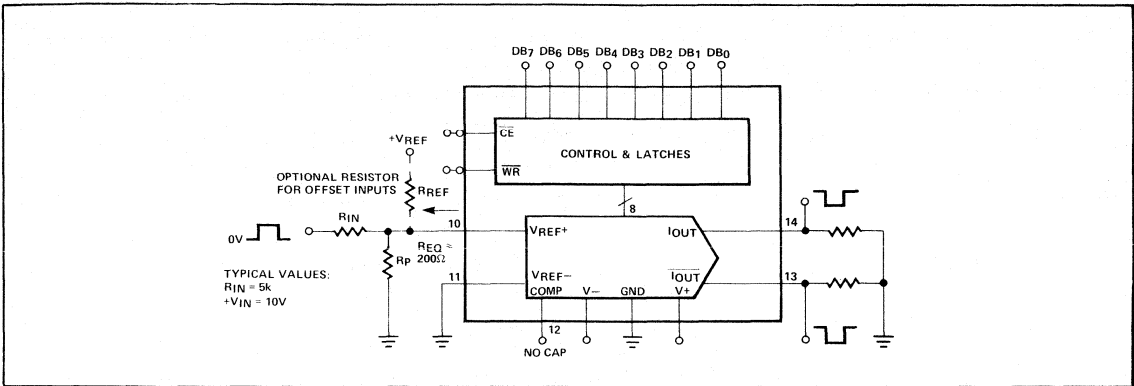 DB7 DB6 DB5 DB4 DB3 DB2 DB1 DB0
CE
CONTROL & LATCHES
WR
+VREF
OPTIONAL RESISTOR
FOR OFFSET INPUTS
RREF
8
RIN
0V
10
VREF+
IOUT
14
REQ ≈
200Ω
RP
TYPICAL VALUES:
RIN = 5k
+VIN = 10V
11
VREF−
IOUT
13
COMP V− GND V+
12
NO CAP